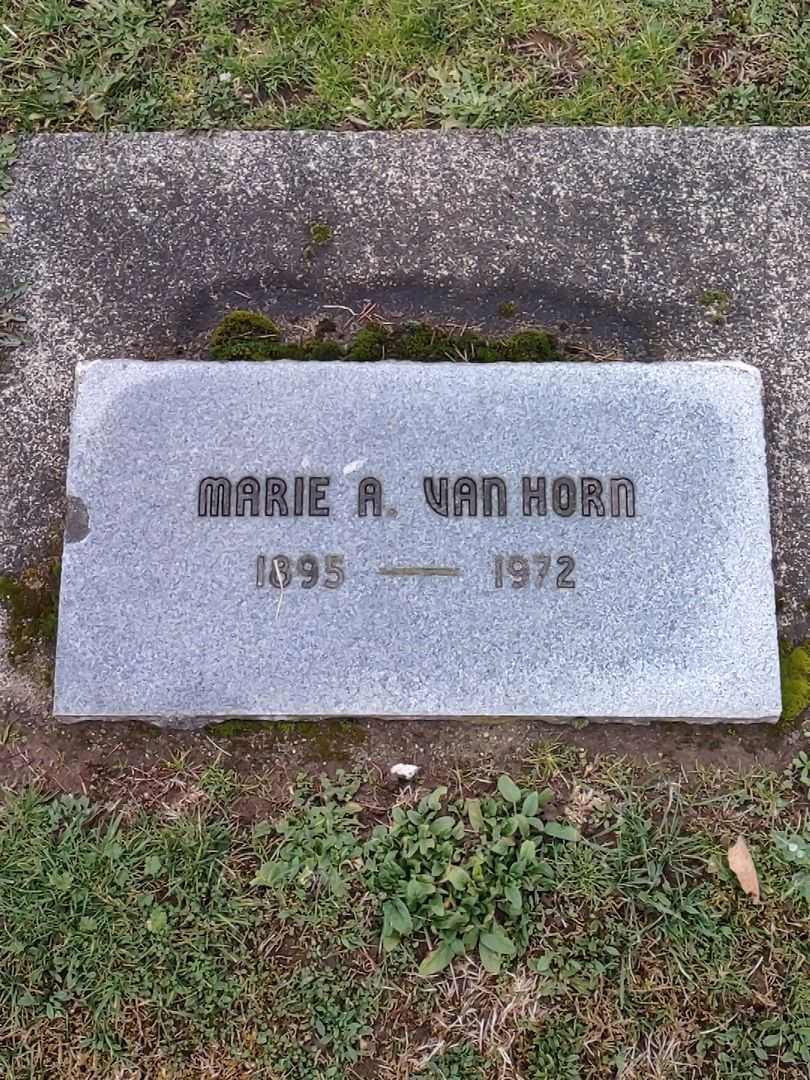 MARIE A. VAN HORN
1895 — 1972